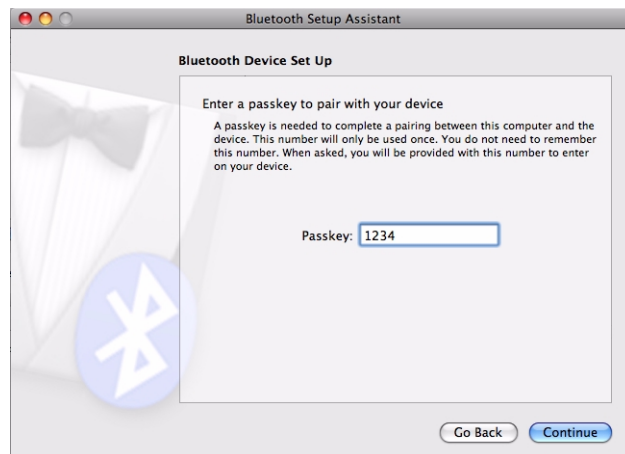 Bluetooth Setup Assistant
Bluetooth Device Set Up
Enter a passkey to pair with your device
A passkey is needed to complete a pairing between this computer and the
device. This number will only be used once. You do not need to remember
this number. When asked, you will be provided with this number to enter
on your device.
Passkey: 1234
Go Back Continue